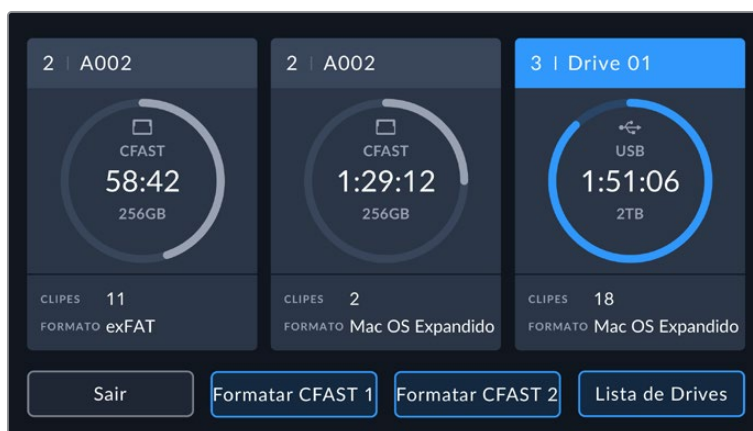 2 | A002
CFAST
58:42
256GB
CLIPES 11
FORMATO exFAT
2 | A002
CFAST
1:29:12
256GB
CLIPES 2
FORMATO Mac OS Expandido
3 | Drive 01
USB
1:51:06
2TB
CLIPES 18
FORMATO Mac OS Expandido
Sair
Formatar CFAST 1
Formatar CFAST 2
Lista de Drives